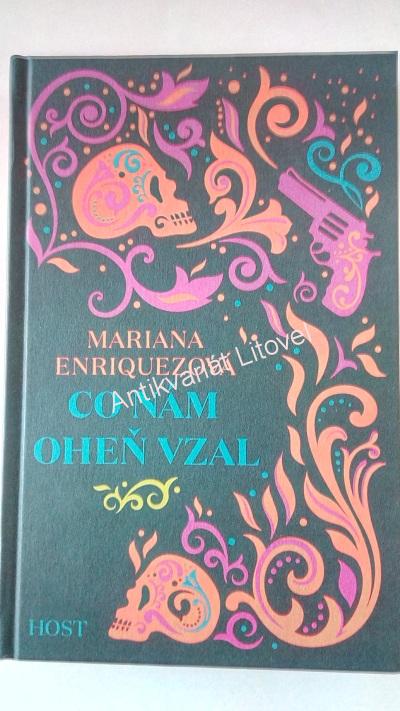 MARIANA
ENRIQUEZOVÁ
Antikvariát Litovel
CO NÁM
OHEŇ VZAL
HOST